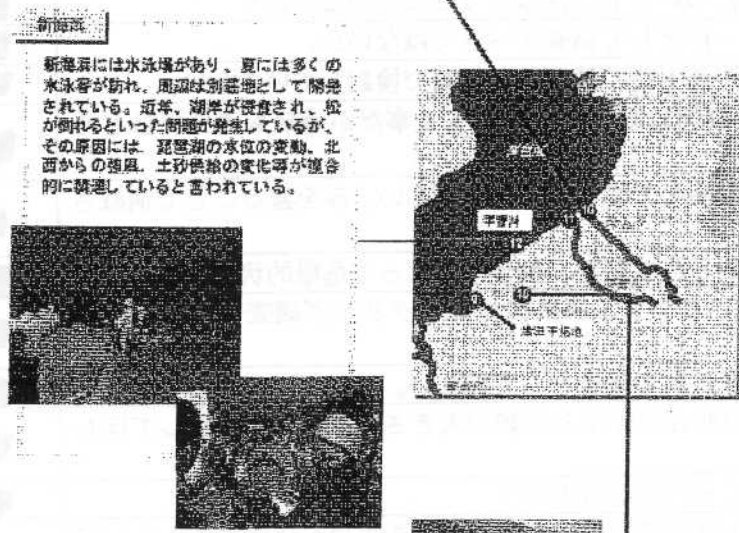 新海浜
新海浜には水泳場があり、夏には多くの
水泳客が訪れ、周辺は別荘地として開発
されている。近年、湖岸が侵食され、松
が倒れるといった問題が発生しているが、
その原因には、琵琶湖の水位の変動、北
西からの強風、土砂供給の変化等が複合
的に関連していると言われている。
12